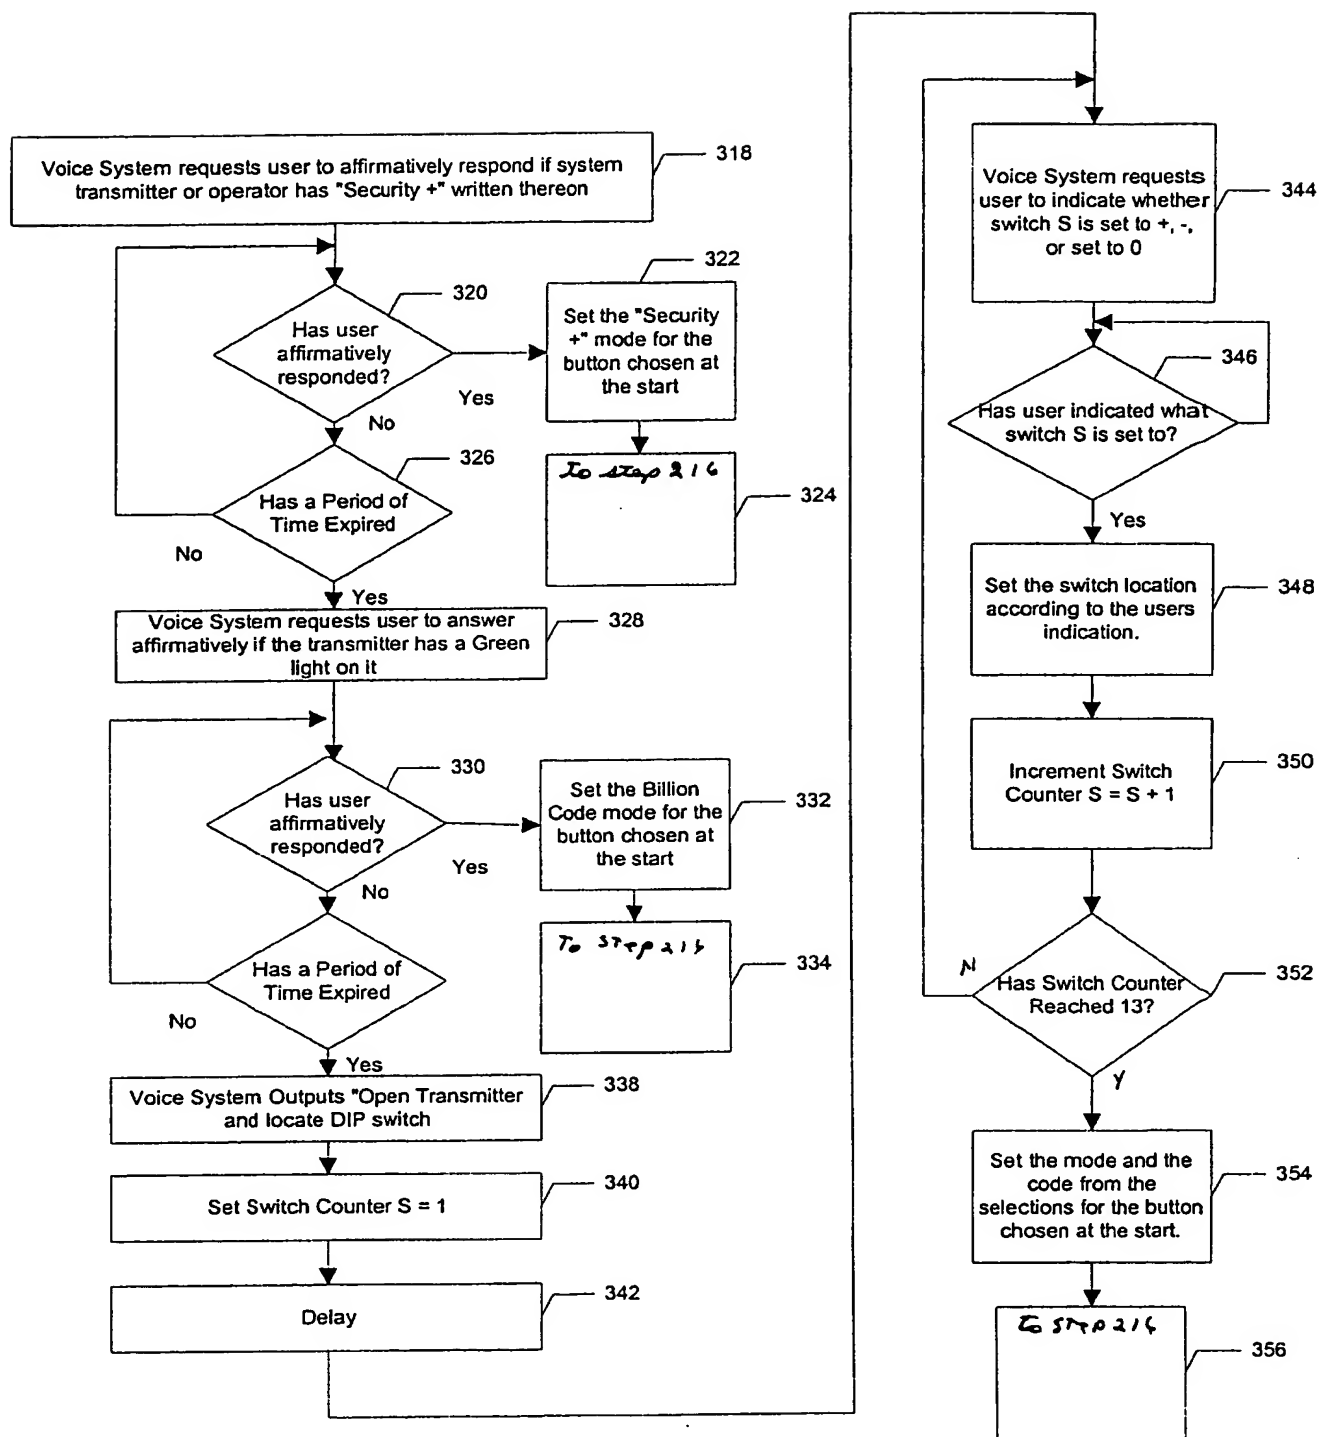 Voice System requests user to affirmatively respond if system
transmitter or operator has "Security +" written thereon
318
Has user
affirmatively
responded?
320
Yes
No
322
Set the "Security
+" mode for the
button chosen at
the start
to step 216
324
Has a Period of
Time Expired
326
No
Yes
Voice System requests user to answer
affirmatively if the transmitter has a Green
light on it
328
Has user
affirmatively
responded?
330
Yes
No
Set the Billion
Code mode for the
button chosen at
the start
332
To step 216
334
Has a Period of
Time Expired
No
Yes
Voice System Outputs "Open Transmitter
and locate DIP switch
338
Set Switch Counter S = 1
340
Delay
342
Voice System requests
user to indicate whether
switch S is set to +, -,
or set to 0
344
Has user indicated what
switch S is set to?
346
Yes
Set the switch location
according to the users
indication.
348
Increment Switch
Counter S = S + 1
350
Has Switch Counter
Reached 13?
352
N
Y
Set the mode and the
code from the
selections for the button
chosen at the start.
354
To step 216
356